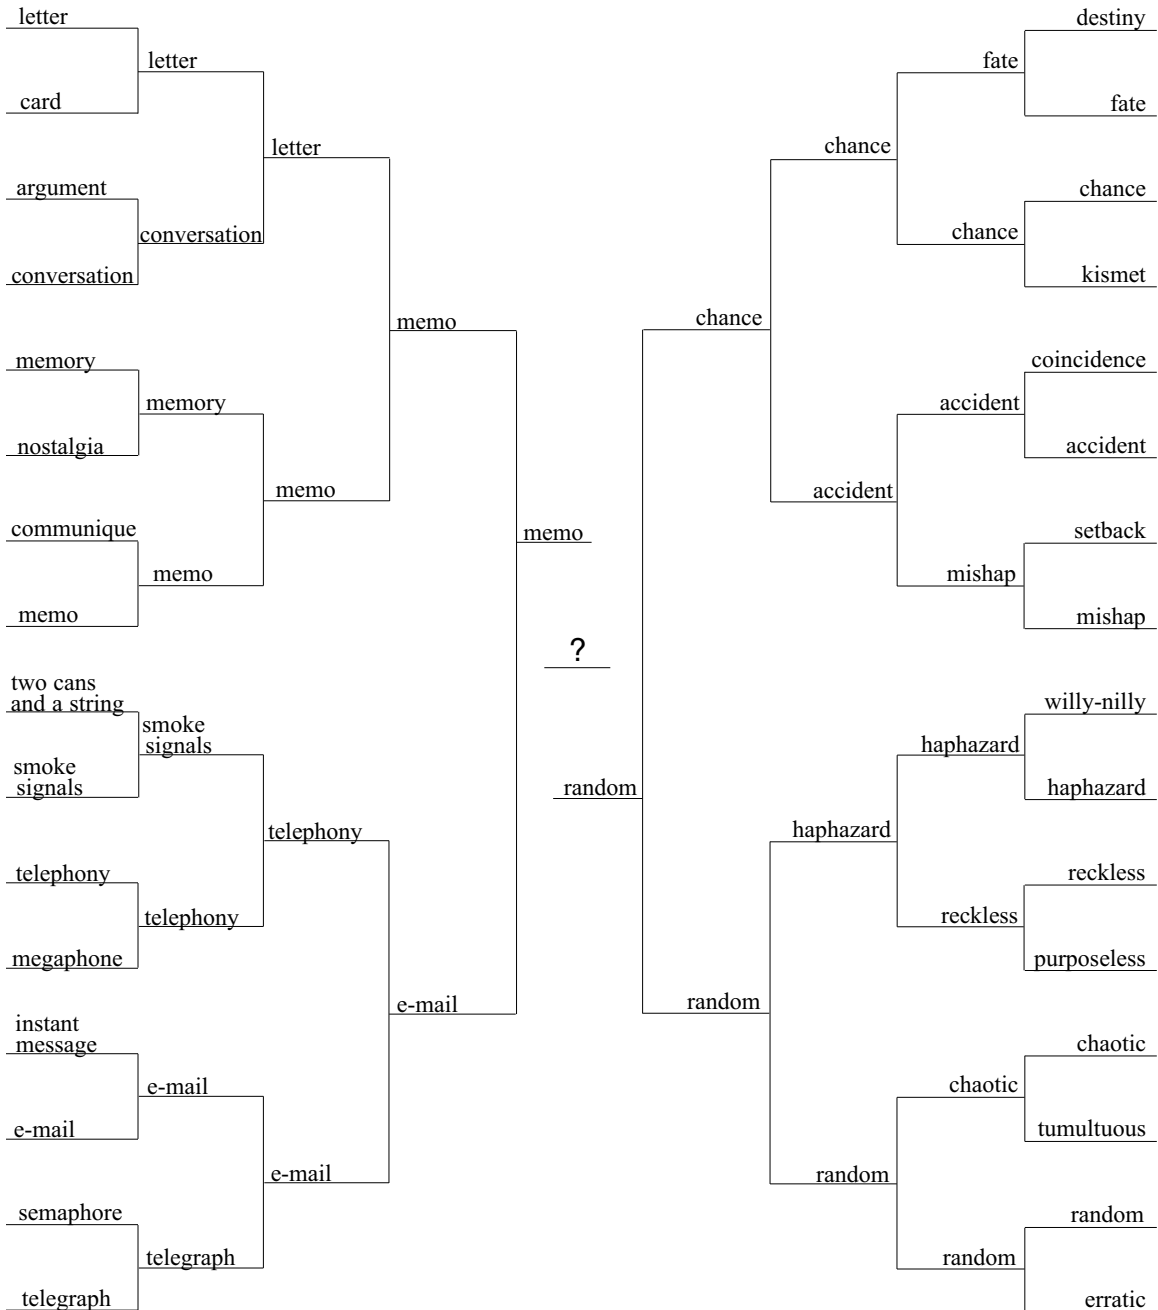 letter
card
argument
conversation
memory
nostalgia
communique
memo
two cans
and a string
smoke
signals
telephony
megaphone
instant
message
e-mail
semaphore
telegraph
letter
conversation
memory
memo
smoke
signals
telephony
e-mail
telegraph
letter
memo
telephony
e-mail
memo
e-mail
memo
?
random
chance
random
chance
accident
haphazard
random
fate
chance
accident
mishap
haphazard
reckless
chaotic
random
destiny
fate
chance
kismet
coincidence
accident
setback
mishap
willy-nilly
haphazard
reckless
purposeless
chaotic
tumultuous
random
erratic